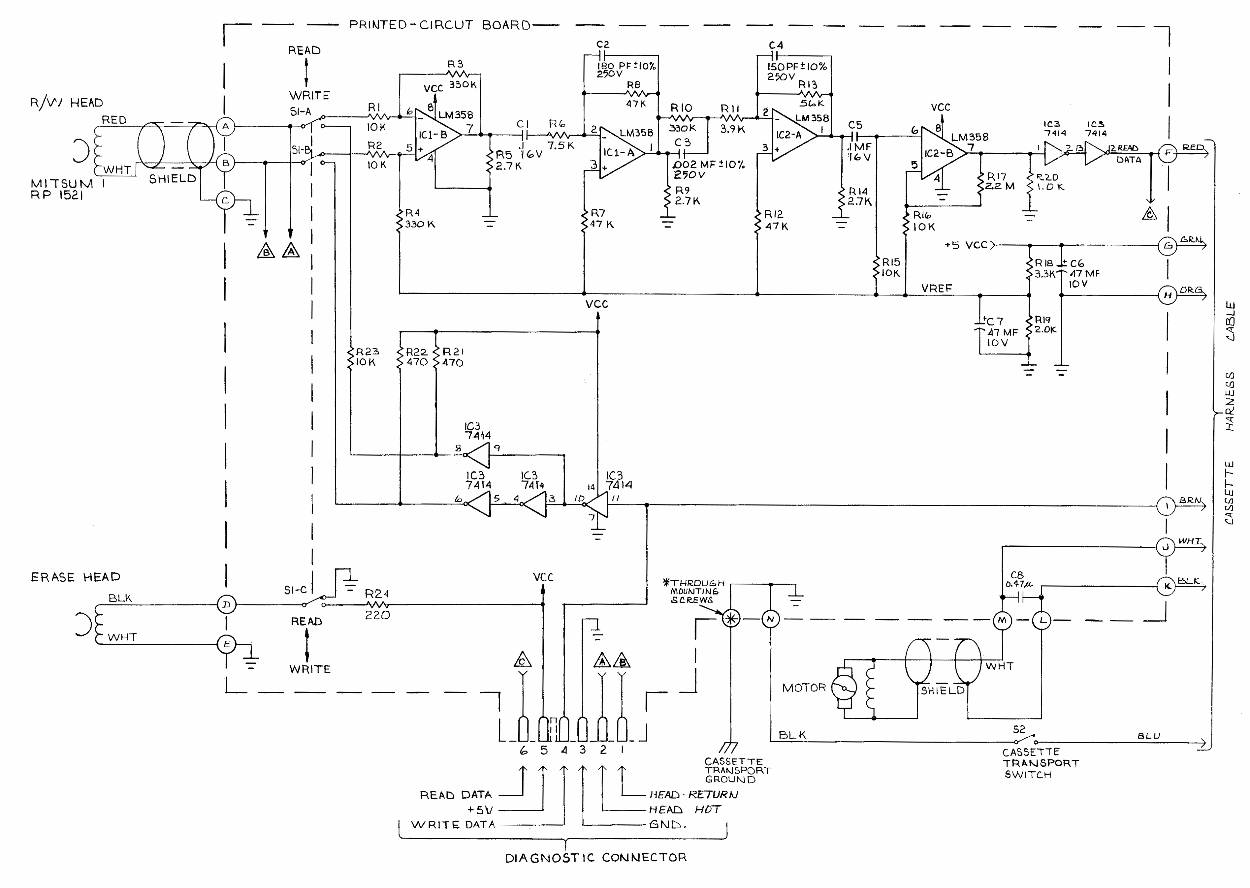 PRINTED-CIRCUT BOARD
READ
WRITE
R/W HEAD
RED
WHT
SHIELD
MITSUMI
RP 1521
A
B
C
B
A
S1-A
S1-B
R1
10K
R2
10K
R3
330K
VCC
8
6
5
4
7
LM358
IC1-B
R4
330K
R5
2.7K
C1
.1
16V
R6
7.5K
C2
180 PF±10%
250V
R8
47K
2
3
1
LM358
IC1-A
R7
47K
R10
330K
C3
.002 MF±10%
250V
R9
2.7K
R11
3.9K
C4
150PF±10%
250V
R13
56K
2
3
1
LM358
IC2-A
R12
47K
C5
.1MF
16V
R14
2.7K
R15
10K
VCC
8
6
5
4
7
LM358
IC2-B
R17
22M
R16
10K
IC3
7414
IC3
7414
1
2
13
12
READ
DATA
R20
1.0K
C
F
RED
+5 VCC
G
GRN
R18
3.3K
C6
47 MF
10V
H
ORG
VREF
C7
47 MF
10V
R19
2.0K
VCC
R23
10K
R22
470
R21
470
IC3
7414
8
9
IC3
7414
6
5
IC3
7414
4
3
IC3
7414
14
10
11
7
I
BRN
J
WHT
K
BLK
CASSETTE HARNESS CABLE
ERASE HEAD
BLK
WHT
D
E
S1-C
READ
WRITE
R24
220
VCC
*THROUGH
MOUNTING
SCREWS
N
M
L
C8
0.47µ
MOTOR
SHIELD
WHT
C
A
B
6 5 4 3 2 1
CASSETTE
TRANSPORT
GROUND
BLK
S2
BLU
CASSETTE
TRANSPORT
SWITCH
READ DATA
+5V
WRITE DATA
HEAD-RETURN
HEAD HOT
GND.
DIAGNOSTIC CONNECTOR